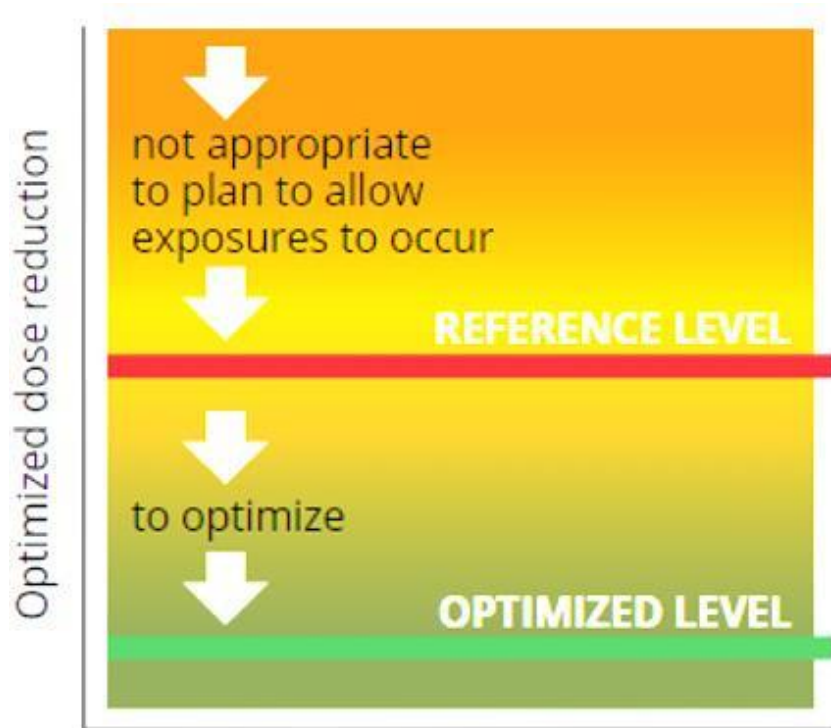 Optimized dose reduction
not appropriate
to plan to allow
exposures to occur
REFERENCE LEVEL
to optimize
OPTIMIZED LEVEL